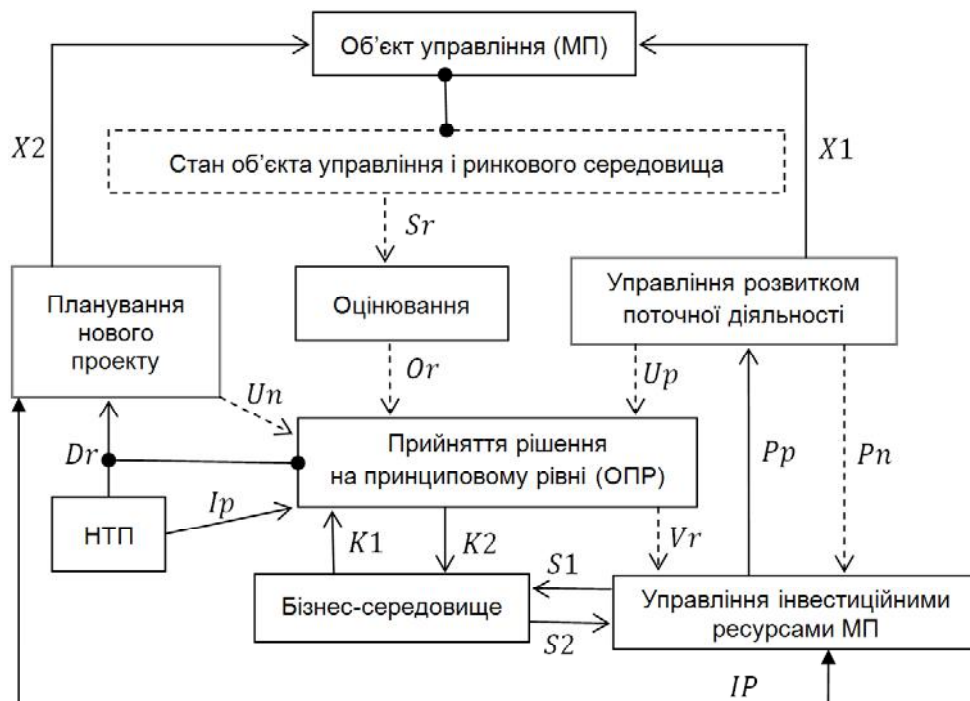 Об’єкт управління (МП)
X2
X1
Стан об’єкта управління і ринкового середовища
Sr
Планування
нового
проекту
Оцінювання
Управління розвитком
поточної діяльності
Un
Or
Up
Dr
Прийняття рішення
на принциповому рівні (ОПР)
Pp
Pn
НТП
Ip
K1
K2
Vr
S1
Бізнес-середовище
S2
Управління інвестиційними
ресурсами МП
IP